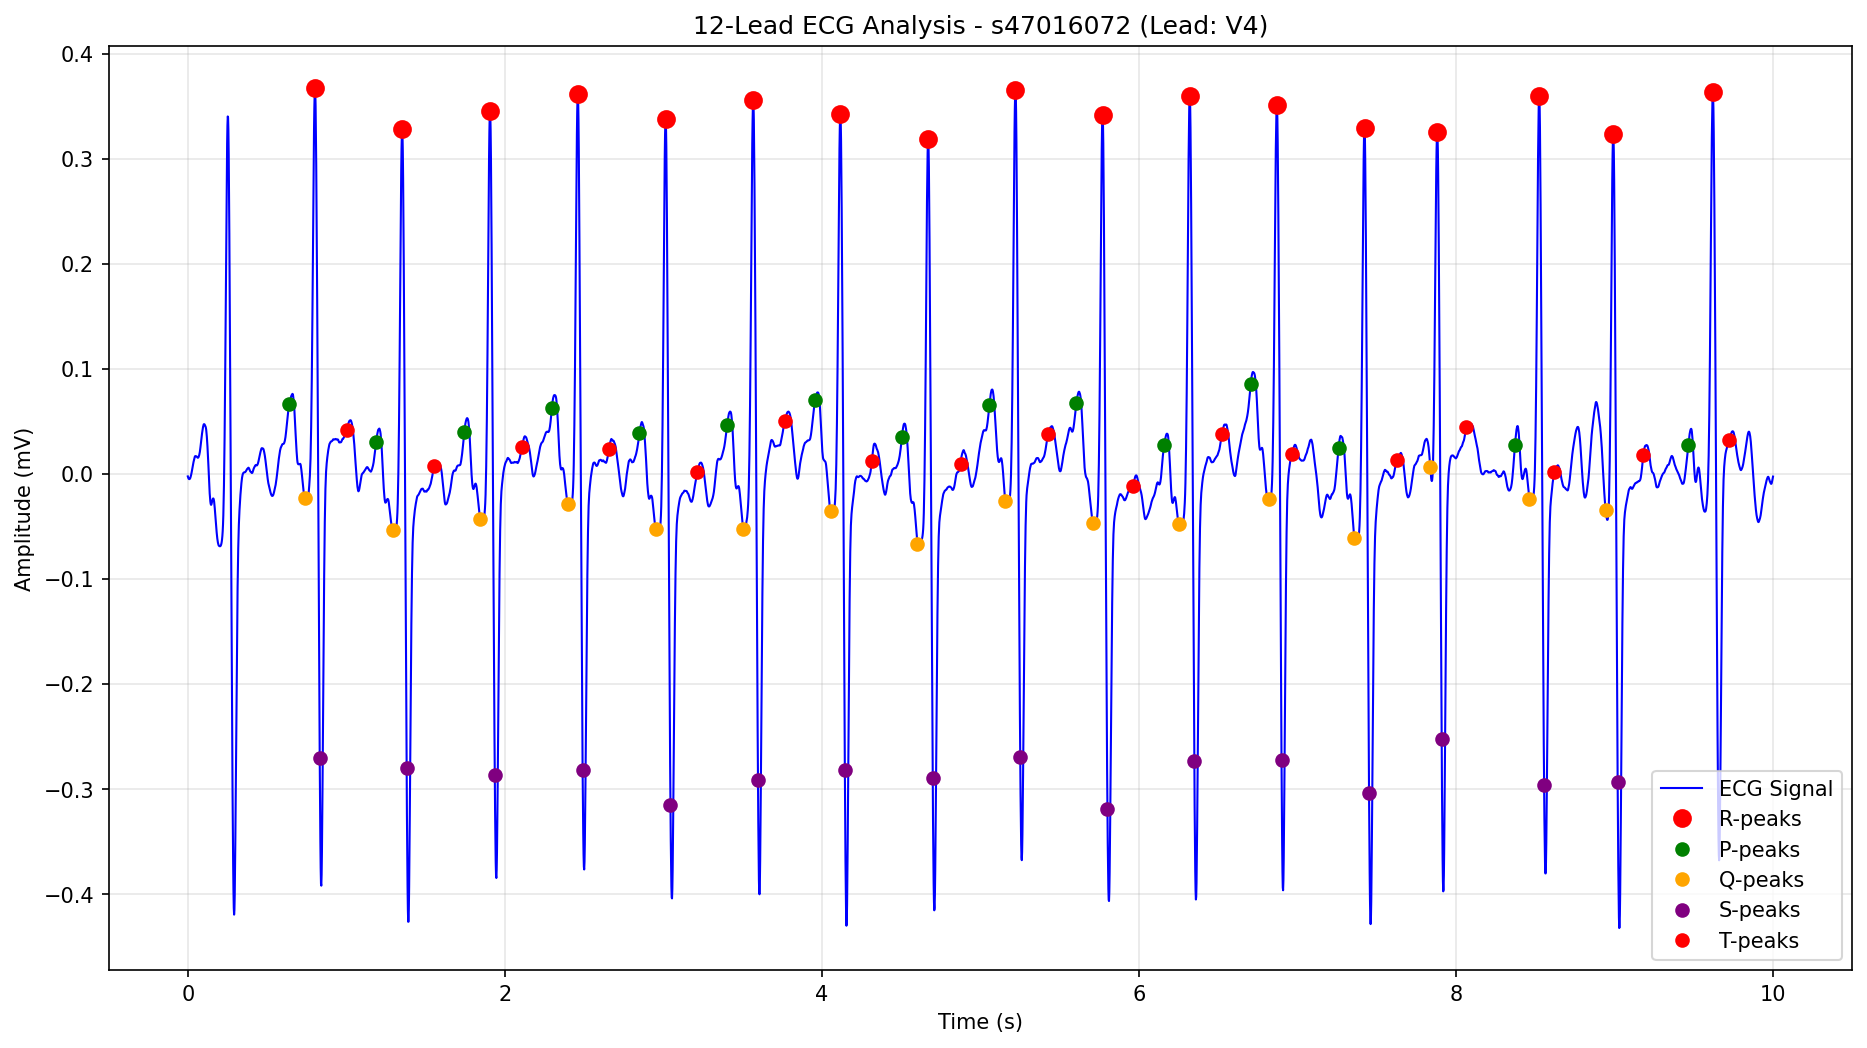 12-Lead ECG Analysis - s47016072 (Lead: V4)
0.4
0.3
0.2
0.1
0.0
−0.1
−0.2
−0.3
−0.4
Amplitude (mV)
0 2 4 6 8 10
Time (s)
ECG Signal
R-peaks
P-peaks
Q-peaks
S-peaks
T-peaks